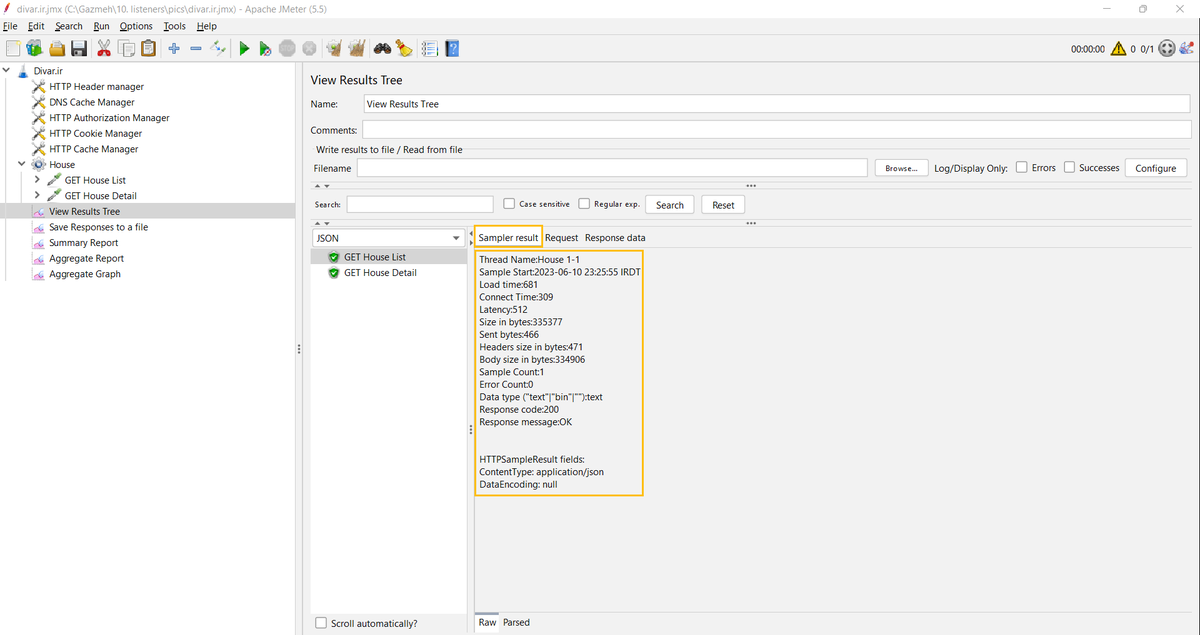 divar.ir.jmx (C:\Gazmeh\10. listeners\pics\divar.ir.jmx) - Apache JMeter (5.5)
File Edit Search Run Options Tools Help
00:00:00 0 0/1
Divar.ir
HTTP Header manager
DNS Cache Manager
HTTP Authorization Manager
HTTP Cookie Manager
HTTP Cache Manager
House
GET House List
GET House Detail
View Results Tree
Save Responses to a file
Summary Report
Aggregate Report
Aggregate Graph
View Results Tree
Name: View Results Tree
Comments:
Write results to file / Read from file
Filename Browse... Log/Display Only: Errors Successes Configure
Search: Case sensitive Regular exp. Search Reset
JSON
GET House List
GET House Detail
Scroll automatically?
Sampler result Request Response data
Thread Name:House 1-1
Sample Start:2023-06-10 23:25:55 IRDT
Load time:681
Connect Time:309
Latency:512
Size in bytes:335377
Sent bytes:466
Headers size in bytes:471
Body size in bytes:334906
Sample Count:1
Error Count:0
Data type ("text"|"bin"|""):text
Response code:200
Response message:OK
HTTPSampleResult fields:
ContentType: application/json
DataEncoding: null
Raw Parsed